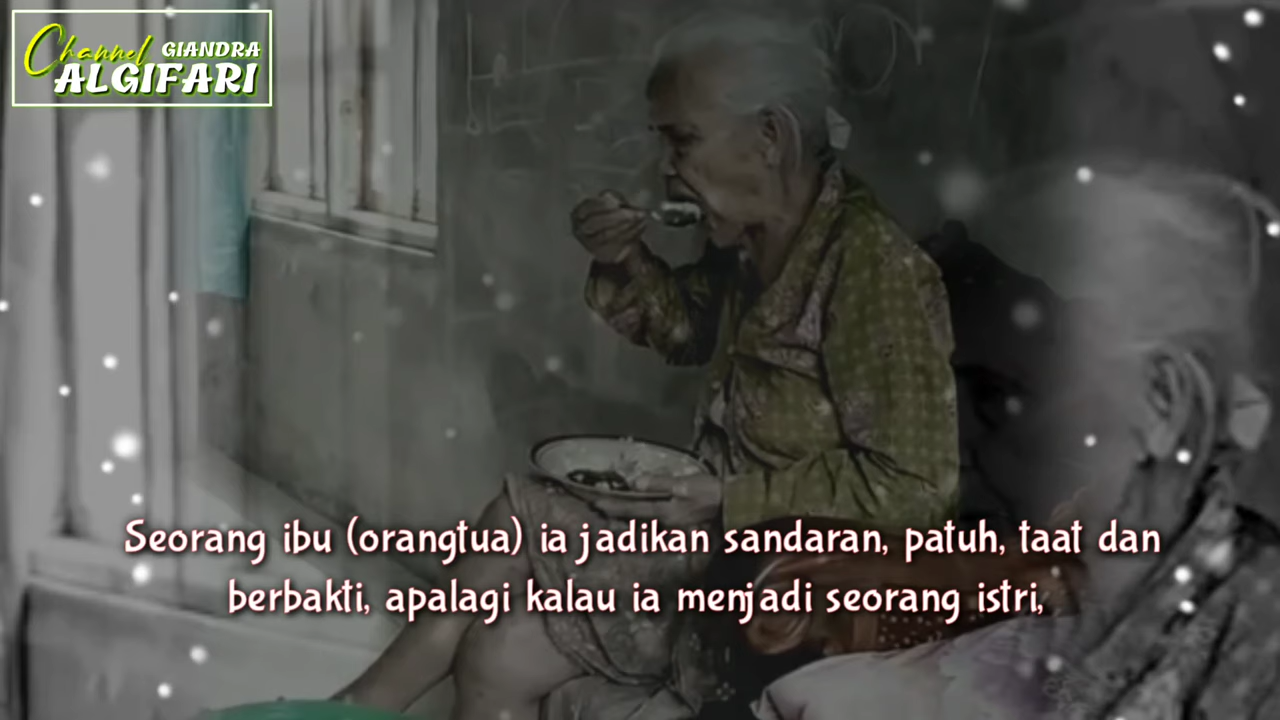 Channel GIANDRA
ALGIFARI
Seorang ibu (orangtua) ia jadikan sandaran, patuh, taat dan
berbakti, apalagi kalau ia menjadi seorang istri,